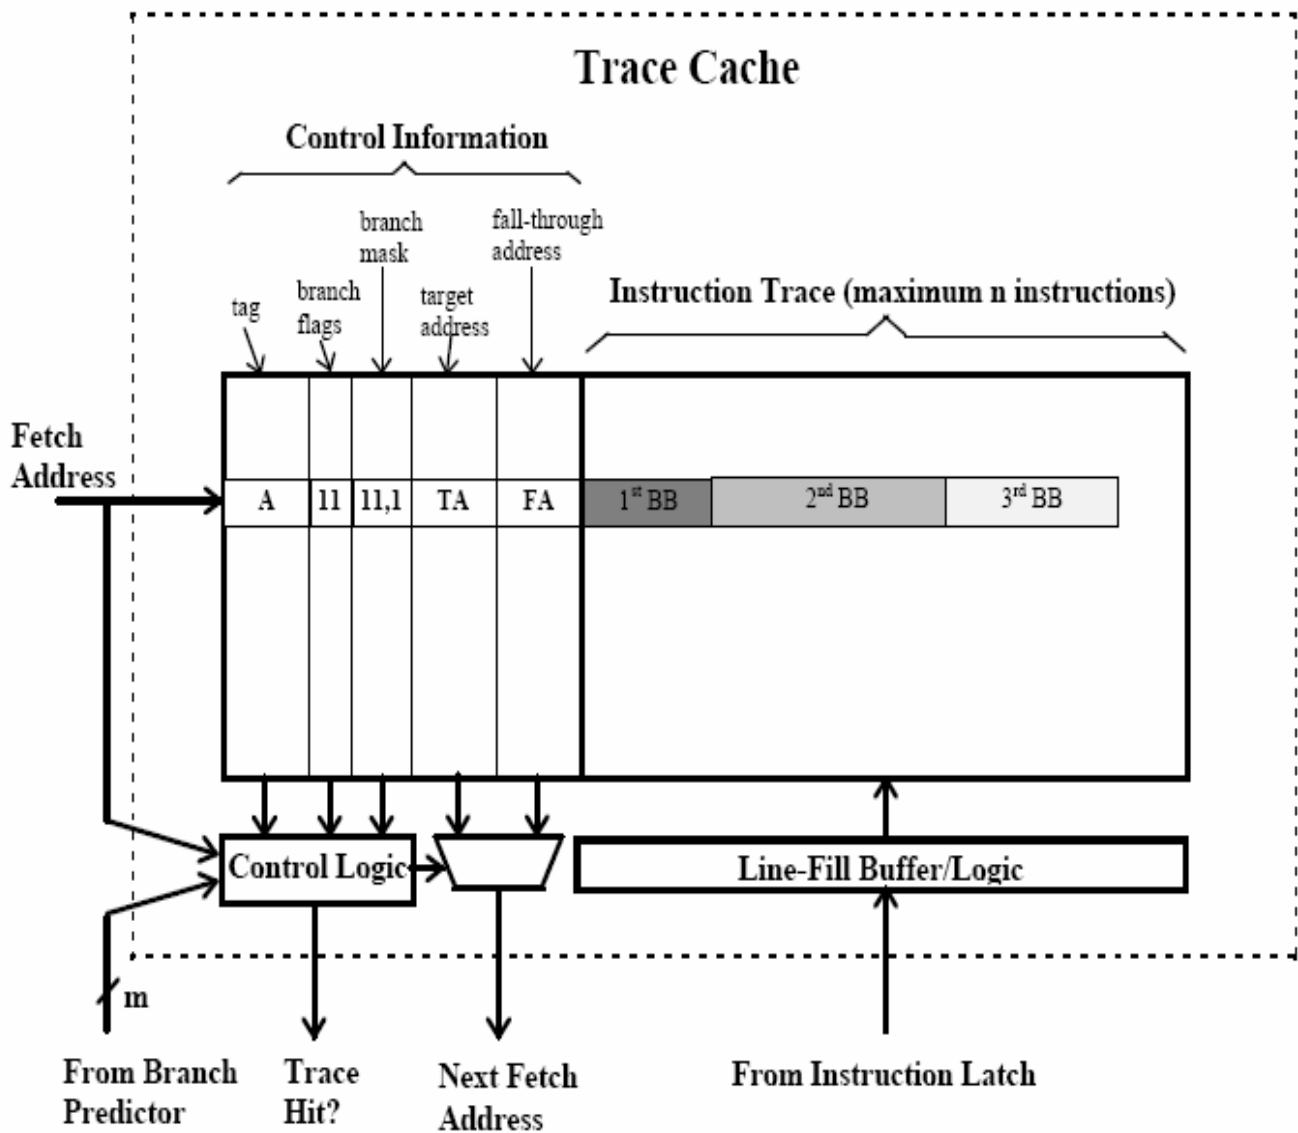 Trace Cache
Control Information
branch
mask
fall-through
address
tag
branch
flags
target
address
Instruction Trace (maximum n instructions)
Fetch
Address
A
11
11,1
TA
FA
1st BB
2nd BB
3rd BB
Control Logic
Line-Fill Buffer/Logic
m
From Branch
Predictor
Trace
Hit?
Next Fetch
Address
From Instruction Latch